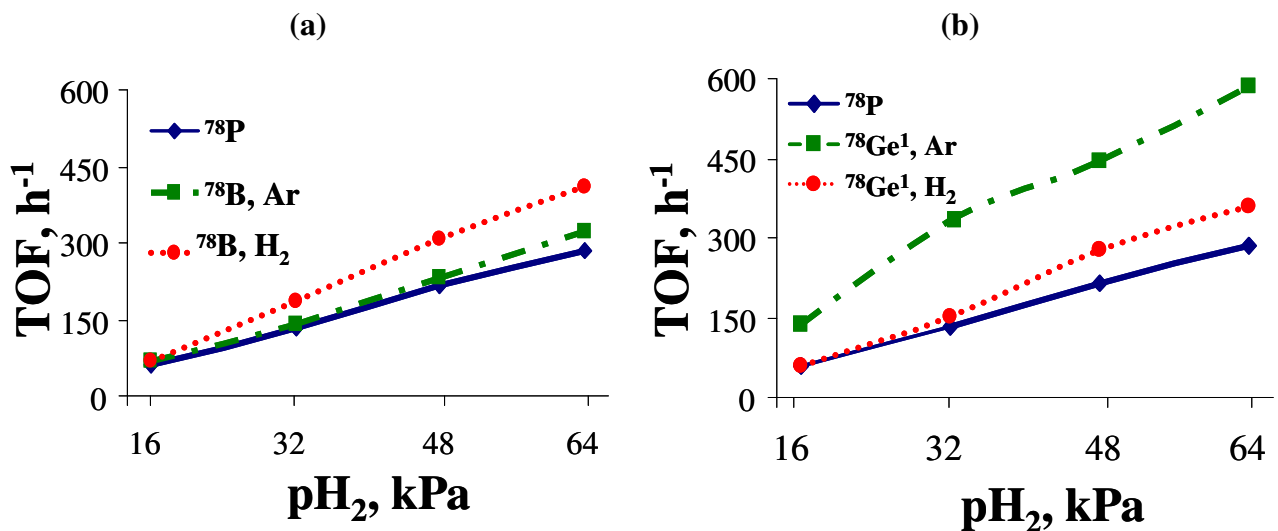 (a)
TOF, h⁻¹
600
450
300
150
0
⁷⁸P
⁷⁸B, Ar
⁷⁸B, H₂
16 32 48 64
pH₂, kPa
(b)
TOF, h⁻¹
600
450
300
150
0
⁷⁸P
⁷⁸Ge¹, Ar
⁷⁸Ge¹, H₂
16 32 48 64
pH₂, kPa